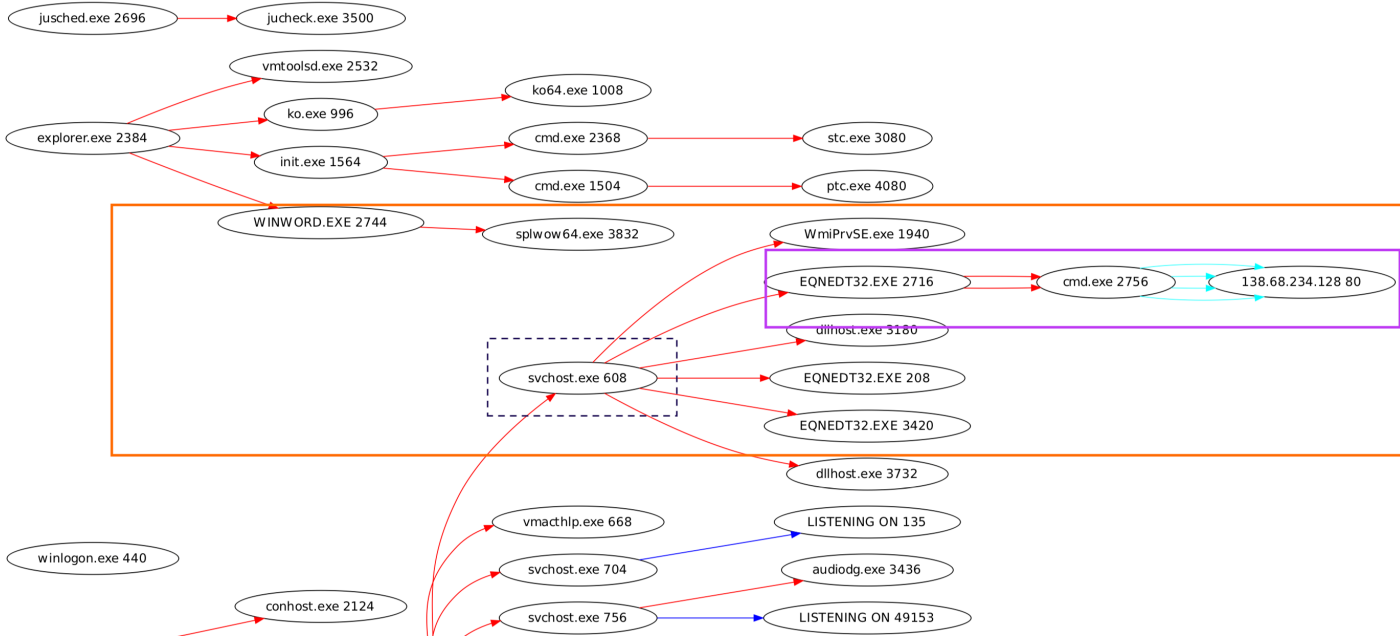 jusched.exe 2696
jucheck.exe 3500
vmtoolsd.exe 2532
ko64.exe 1008
ko.exe 996
explorer.exe 2384
cmd.exe 2368
stc.exe 3080
init.exe 1564
cmd.exe 1504
ptc.exe 4080
WINWORD.EXE 2744
splwow64.exe 3832
WmiPrvSE.exe 1940
EQNEDT32.EXE 2716
cmd.exe 2756
138.68.234.128 80
dllhost.exe 3180
svchost.exe 608
EQNEDT32.EXE 208
EQNEDT32.EXE 3420
dllhost.exe 3732
vmacthlp.exe 668
LISTENING ON 135
winlogon.exe 440
svchost.exe 704
audiodg.exe 3436
conhost.exe 2124
svchost.exe 756
LISTENING ON 49153